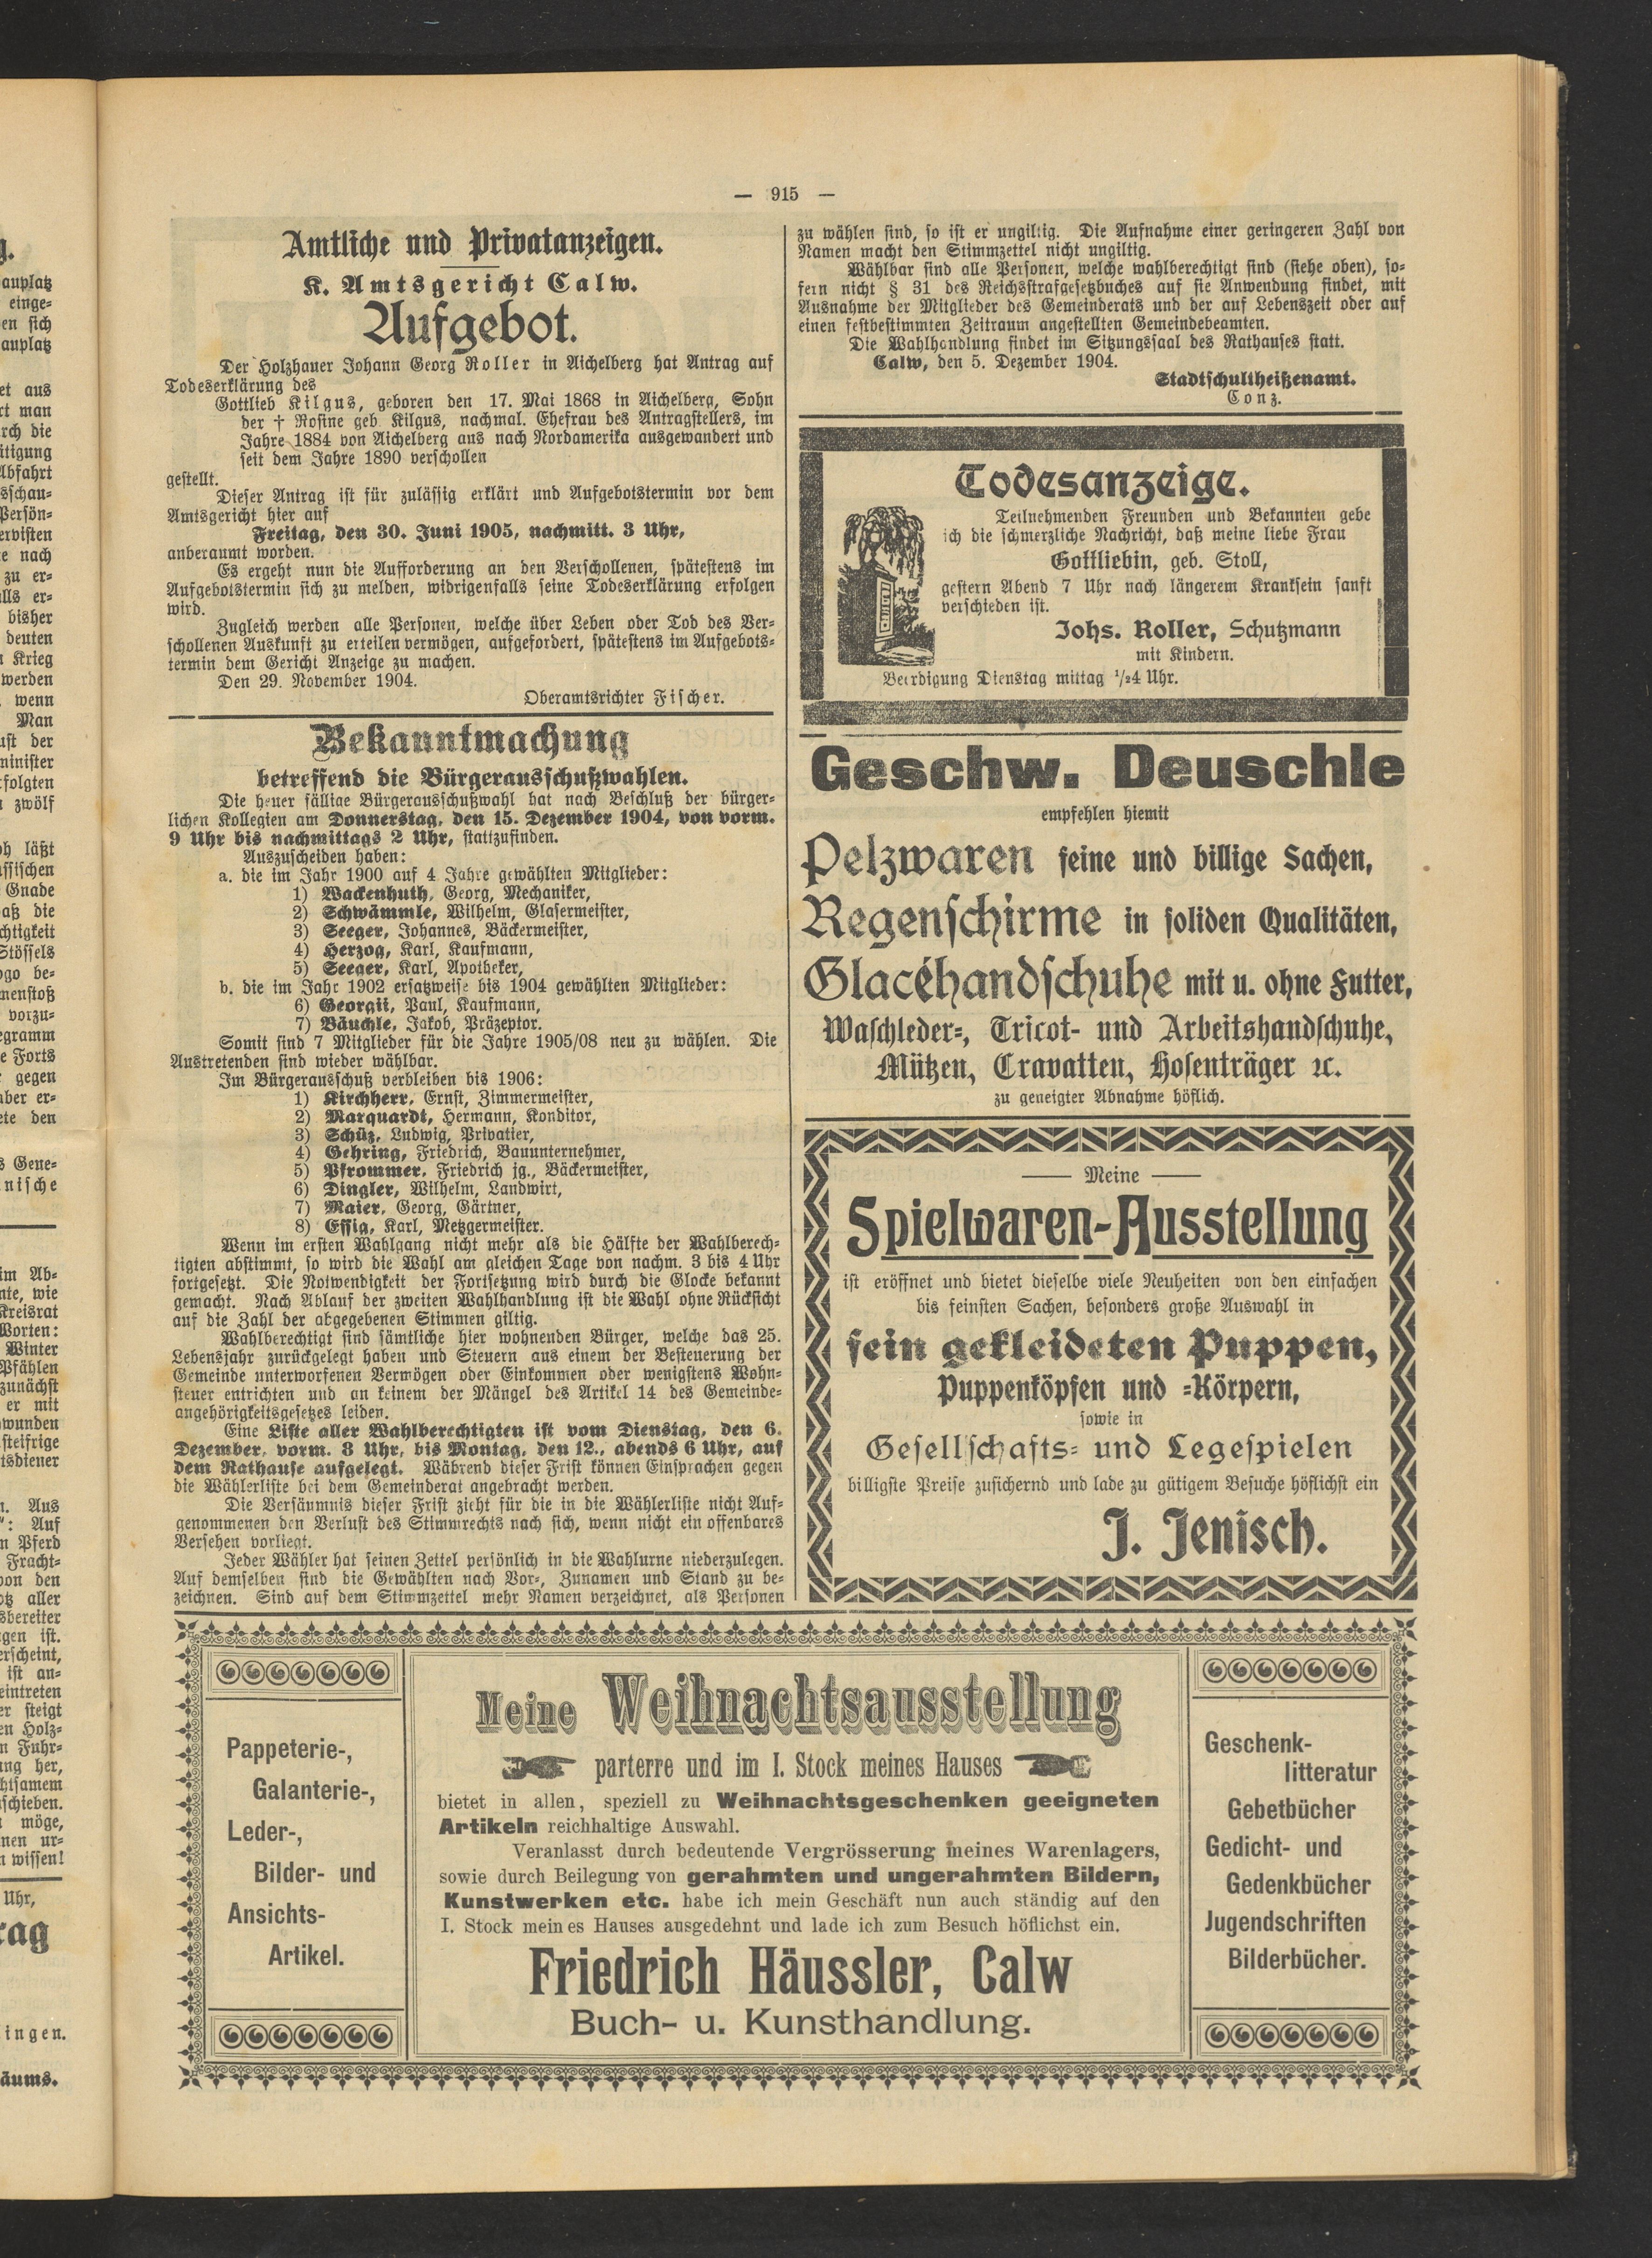 — 915 —
Amtliche und Privatanzeigen.
K. Amtsgericht Calw.
Aufgebot.
Der Holzhauer Johann Georg Roller in Aichelberg hat Antrag auf
Todeserklärung des
Gottlieb Kilgus, geboren den 17. Mai 1868 in Aichelberg, Sohn
der † Rosine geb. Kilgus, nachmal. Ehefrau des Antragstellers, im
Jahre 1884 von Aichelberg aus nach Nordamerika ausgewandert und
seit dem Jahre 1890 verschollen
gestellt.
Dieser Antrag ist für zulässig erklärt und Aufgebotstermin vor dem
Amtsgericht hier auf
Freitag, den 30. Juni 1905, nachmitt. 3 Uhr,
anberaumt worden.
Es ergeht nun die Aufforderung an den Verschollenen, spätestens im
Aufgebotstermin sich zu melden, widrigenfalls seine Todeserklärung erfolgen
wird.
Zugleich werden alle Personen, welche über Leben oder Tod des Ver-
schollenen Auskunft zu erteilen vermögen, aufgefordert, spätestens im Aufgebots-
termin dem Gericht Anzeige zu machen.
Den 29. November 1904.
Oberamtsrichter Fischer.
Bekanntmachung
betreffend die Bürgerausschußwahlen.
Die heuer fällige Bürgerausschußwahl hat nach Beschluß der bürger-
lichen Kollegien am Donnerstag, den 15. Dezember 1904, von vorm.
9 Uhr bis nachmittags 2 Uhr, stattzufinden.
Auszuscheiden haben:
a. die im Jahr 1900 auf 4 Jahre gewählten Mitglieder:
1) Wackenhuth, Georg, Mechaniker,
2) Schwämmle, Wilhelm, Glasermeister,
3) Seeger, Johannes, Bäckermeister,
4) Herzog, Karl, Kaufmann,
5) Seeger, Karl, Apotheker,
b. die im Jahr 1902 ersatzweise bis 1904 gewählten Mitglieder:
6) Georgii, Paul, Kaufmann,
7) Bäuchle, Jakob, Präzeptor.
Somit sind 7 Mitglieder für die Jahre 1905/08 neu zu wählen. Die
Austretenden sind wieder wählbar.
Im Bürgerausschuß verbleiben bis 1906:
1) Kirchherr, Ernst, Zimmermeister,
2) Marquardt, Hermann, Konditor,
3) Schüz, Ludwig, Privatier,
4) Gehring, Friedrich, Bauunternehmer,
5) Pfrommer, Friedrich jg., Bäckermeister,
6) Dingler, Wilhelm, Landwirt,
7) Maier, Georg, Gärtner,
8) Essig, Karl, Metzgermeister.
Wenn im ersten Wahlgang nicht mehr als die Hälfte der Wahlberech-
tigten abstimmt, so wird die Wahl am gleichen Tage von nachm. 3 bis 4 Uhr
fortgesetzt. Die Notwendigkeit der Fortsetzung wird durch die Glocke bekannt
gemacht. Nach Ablauf der zweiten Wahlhandlung ist die Wahl ohne Rücksicht
auf die Zahl der abgegebenen Stimmen giltig.
Wahlberechtigt sind sämtliche hier wohnenden Bürger, welche das 25.
Lebensjahr zurückgelegt haben und Steuern aus einem der Besteuerung der
Gemeinde unterworfenen Vermögen oder Einkommen oder wenigstens Wohn-
steuer entrichten und an keinem der Mängel des Artikel 14 des Gemeinde-
angehörigkeitsgesetzes leiden.
Eine Liste aller Wahlberechtigten ist vom Dienstag, den 6.
Dezember, vorm. 8 Uhr, bis Montag, den 12., abends 6 Uhr, auf
dem Rathause aufgelegt. Während dieser Frist können Einsprachen gegen
die Wählerliste bei dem Gemeinderat angebracht werden.
Die Versäumnis dieser Frist zieht für die in die Wählerliste nicht Auf-
genommenen den Verlust des Stimmrechts nach sich, wenn nicht ein offenbares
Versehen vorliegt.
Jeder Wähler hat seinen Zettel persönlich in die Wahlurne niederzulegen.
Auf demselben sind die Gewählten nach Vor-, Zunamen und Stand zu be-
zeichnen. Sind auf dem Stimmzettel mehr Namen verzeichnet, als Personen
zu wählen sind, so ist er ungiltig. Die Aufnahme einer geringeren Zahl von
Namen macht den Stimmzettel nicht ungiltig.
Wählbar sind alle Personen, welche wahlberechtigt sind (siehe oben), so-
fern nicht § 31 des Reichsstrafgesetzbuches auf sie Anwendung findet, mit
Ausnahme der Mitglieder des Gemeinderats und der auf Lebenszeit oder auf
einen festbestimmten Zeitraum angestellten Gemeindebeamten.
Die Wahlhandlung findet im Sitzungssaal des Rathauses statt.
Calw, den 5. Dezember 1904.
Stadtschultheißenamt.
Conz.
Todesanzeige.
Teilnehmenden Freunden und Bekannten gebe
ich die schmerzliche Nachricht, daß meine liebe Frau
Gottliebin, geb. Stoll,
gestern Abend 7 Uhr nach längerem Kranksein sanft
verschieden ist.
Johs. Roller, Schutzmann
mit Kindern.
Beerdigung Dienstag mittag 1/24 Uhr.
Geschw. Deuschle
empfehlen hiemit
Pelzwaren feine und billige Sachen,
Regenschirme in soliden Qualitäten,
Glacéhandschuhe mit u. ohne Futter,
Waschleder-, Tricot- und Arbeitshandschuhe,
Mützen, Cravatten, Hosenträger ꝛc.
zu geneigter Abnahme höflich.
Meine
Spielwaren-Ausstellung
ist eröffnet und bietet dieselbe viele Neuheiten von den einfachen
bis feinsten Sachen, besonders große Auswahl in
fein gekleideten Puppen,
Puppenköpfen und -Körpern,
sowie in
Gesellschafts- und Legespielen
billigste Preise zusichernd und lade zu gütigem Besuche höflichst ein
J. Jenisch.
Pappeterie-,
Galanterie-,
Leder-,
Bilder- und
Ansichts-
Artikel.
Meine Weihnachtsausstellung
parterre und im I. Stock meines Hauses
bietet in allen, speziell zu Weihnachtsgeschenken geeigneten
Artikeln reichhaltige Auswahl.
Veranlasst durch bedeutende Vergrösserung meines Warenlagers,
sowie durch Beilegung von gerahmten und ungerahmten Bildern,
Kunstwerken etc. habe ich mein Geschäft nun auch ständig auf den
I. Stock meines Hauses ausgedehnt und lade ich zum Besuch höflichst ein.
Friedrich Häussler, Calw
Buch- u. Kunsthandlung.
Geschenk-
litteratur
Gebetbücher
Gedicht- und
Gedenkbücher
Jugendschriften
Bilderbücher.